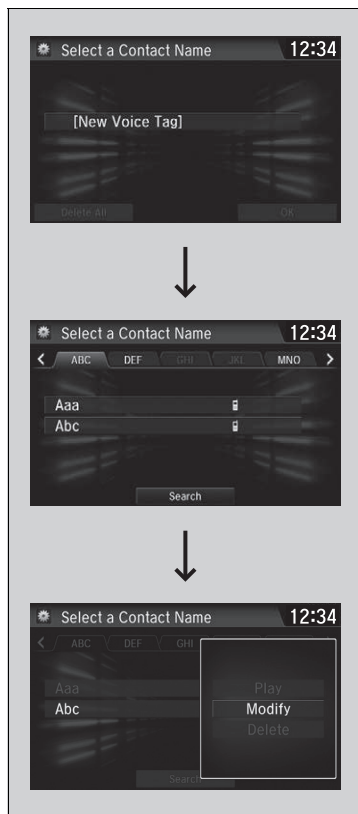 Select a Contact Name 12:34
[New Voice Tag]
Delete All OK
Select a Contact Name 12:34
< ABC DEF GHI JKL MNO >
Aaa
Abc
Search
Select a Contact Name 12:34
< ABC DEF GHI
Aaa Play
Abc Modify
Delete
Search